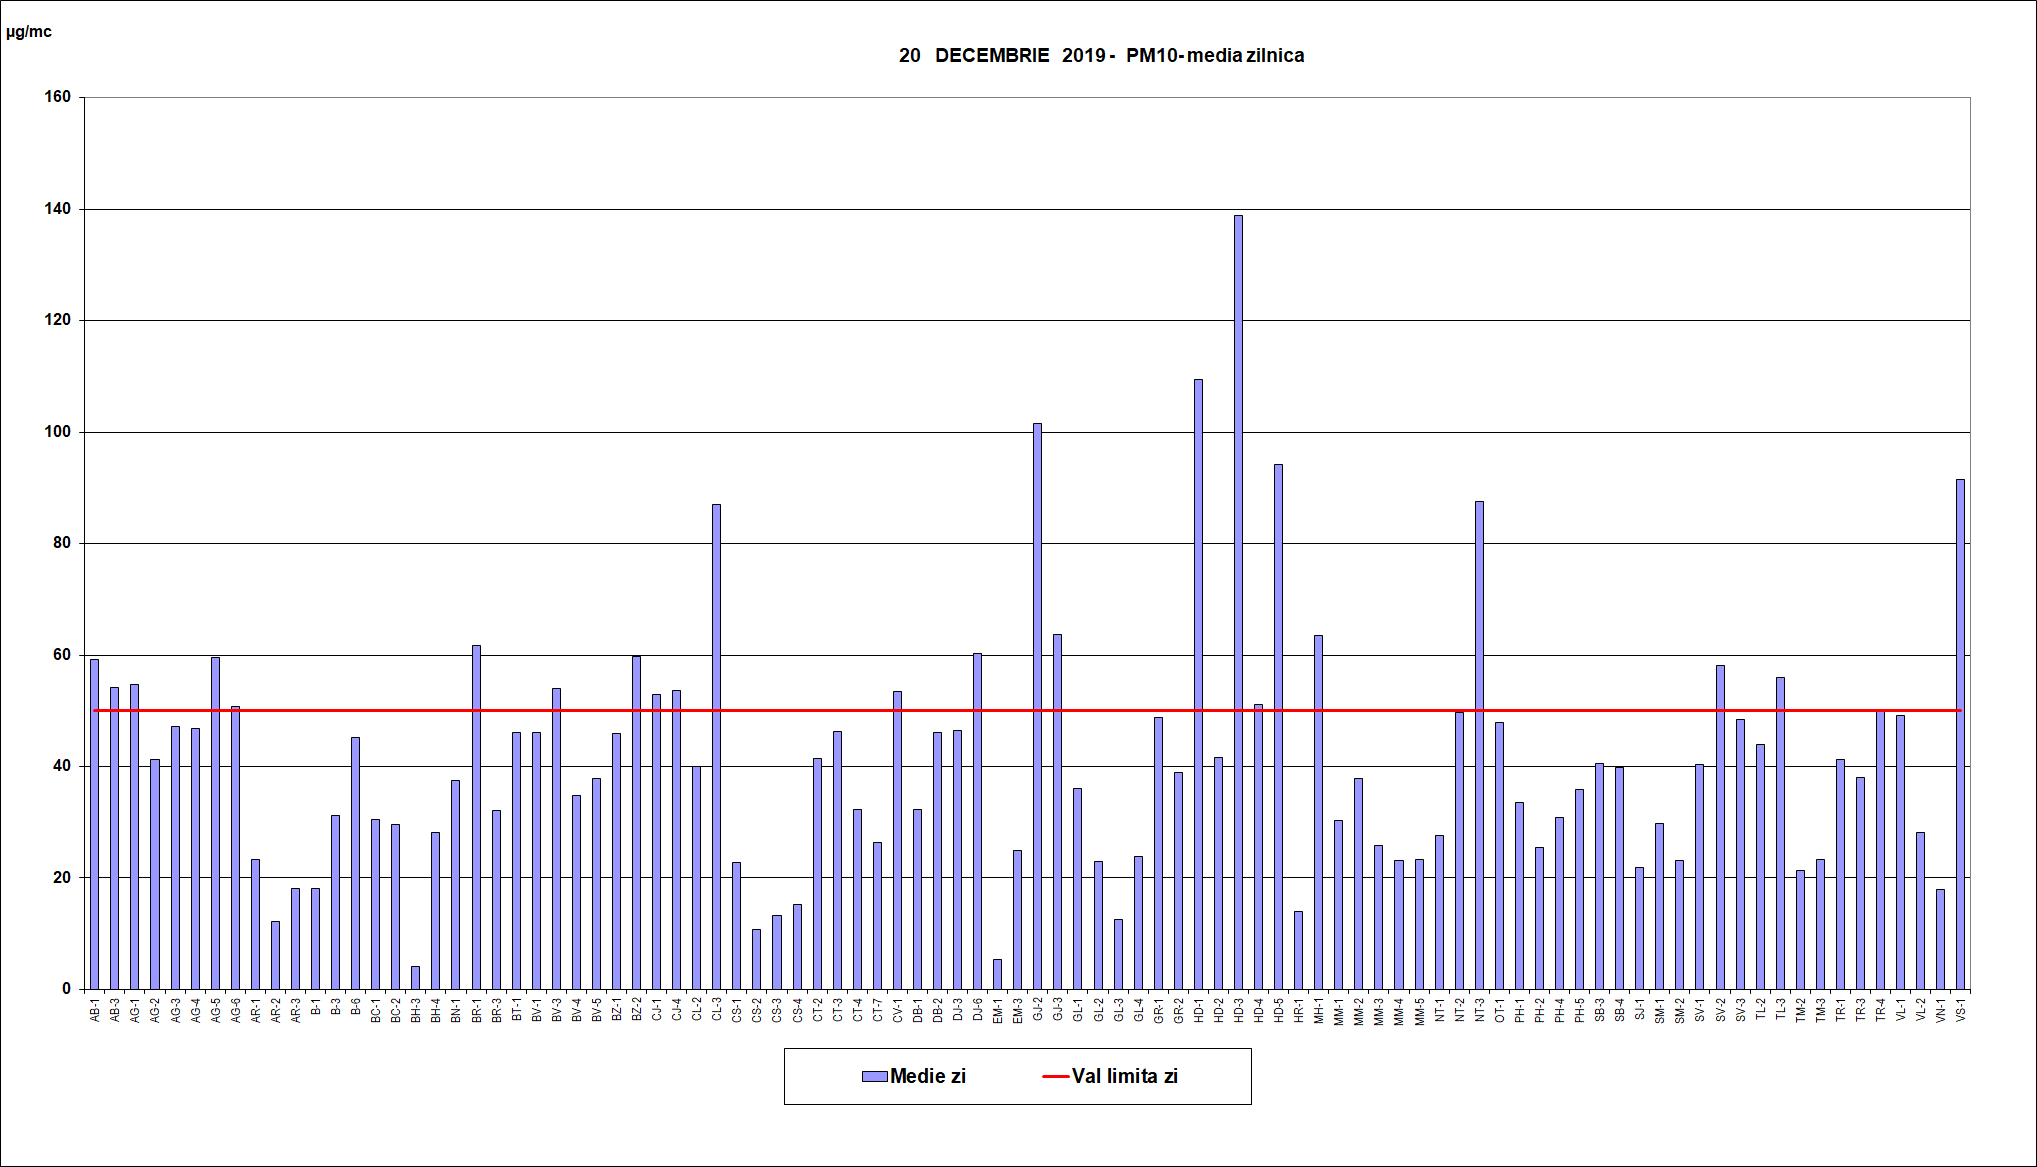 µg/mc
20 DECEMBRIE 2019 - PM10- media zilnica
160
140
120
100
80
60
40
20
0
AB-1 AB-3 AG-1 AG-2 AG-3 AG-4 AG-5 AG-6 AR-1 AR-2 AR-3 B-1 B-3 B-6 BC-1 BC-2 BH-3 BH-4 BN-1 BR-1 BR-3 BT-1 BV-1 BV-3 BV-4 BV-5 BZ-1 BZ-2 CJ-1 CJ-4 CL-2 CL-3 CS-1 CS-2 CS-3 CS-4 CT-2 CT-3 CT-4 CT-7 CV-1 DB-1 DB-2 DJ-3 DJ-6 EM-1 EM-3 GJ-2 GJ-3 GL-1 GL-2 GL-3 GL-4 GR-1 GR-2 HD-1 HD-2 HD-3 HD-4 HD-5 HR-1 MH-1 MM-1 MM-2 MM-3 MM-4 MM-5 NT-1 NT-2 NT-3 OT-1 PH-1 PH-2 PH-4 PH-5 SB-3 SB-4 SJ-1 SM-1 SM-2 SV-1 SV-2 SV-3 TL-2 TL-3 TM-2 TM-3 TR-1 TR-3 TR-4 VL-1 VL-2 VN-1 VS-1
Medie zi Val limita zi